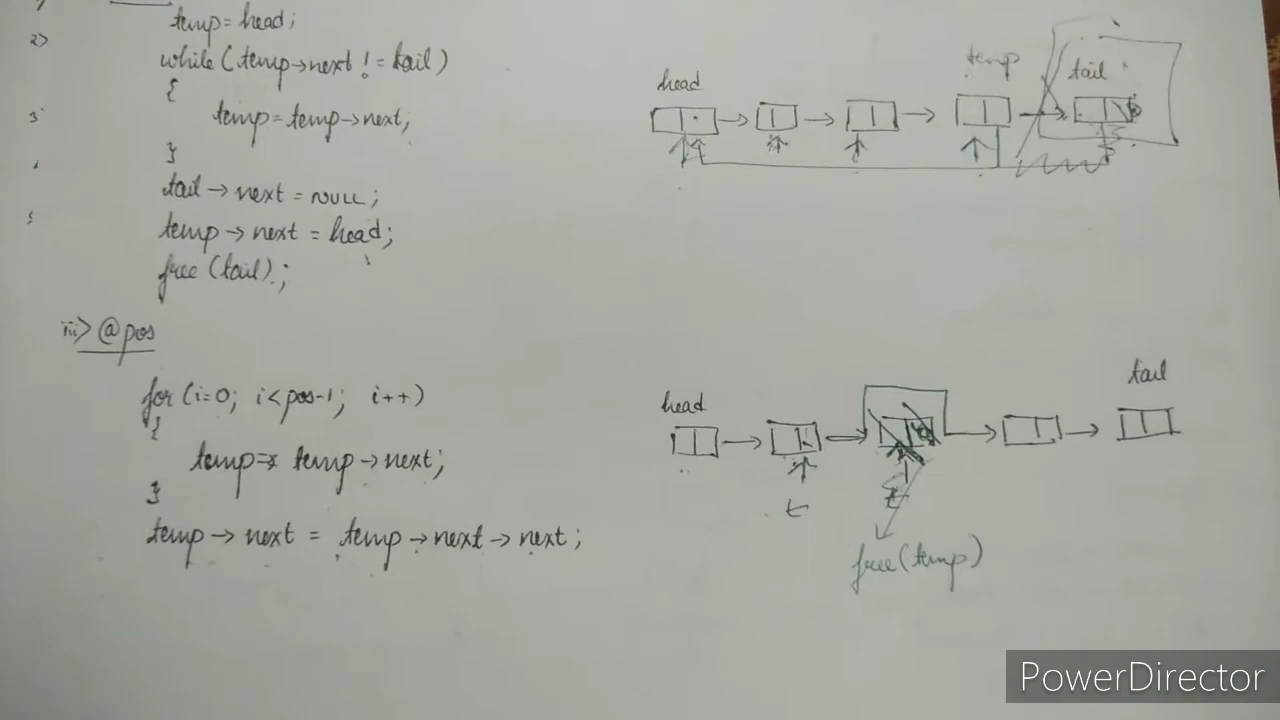 temp = head;
2>
while (temp→next != tail)
{
temp = temp→next;
}
tail → next = NULL;
temp → next = head;
free (tail);
head
temp
tail
iii> @pos
for (i=0; i<pos-1; i++)
{
temp = temp → next;
}
temp → next = temp → next → next;
head
tail
t
t
free (temp)
PowerDirector